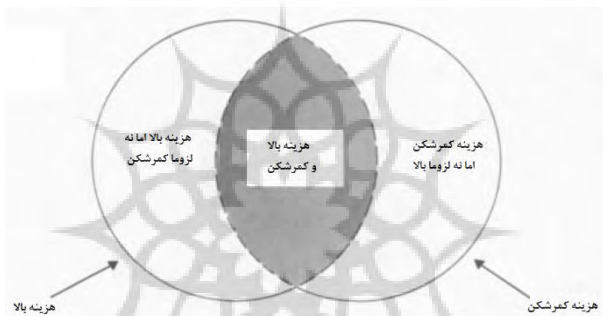 هزینه کمرشکن
اما نه لزوما بالا
هزینه بالا
و کمرشکن
هزینه بالا اما نه
لزوما کمرشکن
هزینه کمرشکن
هزینه بالا